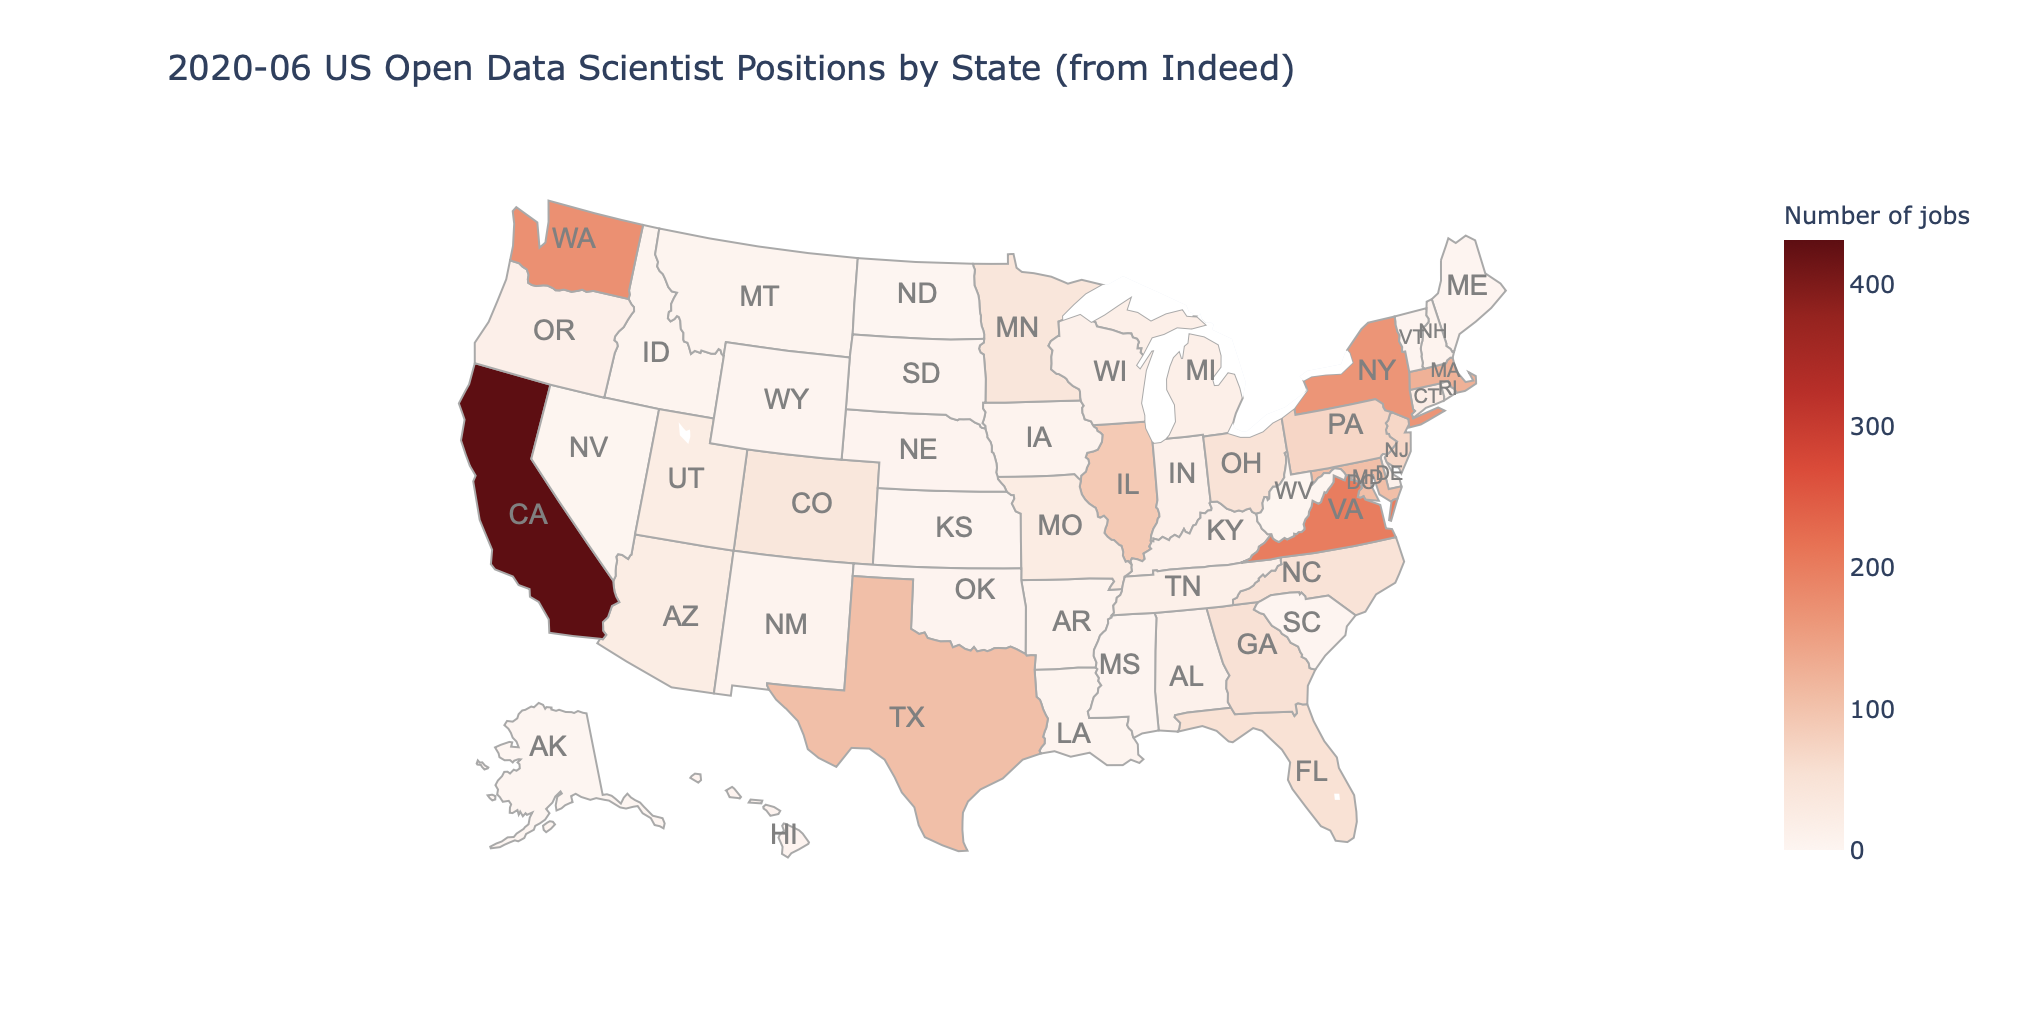 2020-06 US Open Data Scientist Positions by State (from Indeed)
Number of jobs
400
300
200
100
0
WA
MT
ND
MN
ME
OR
ID
SD
WI
MI
VT
NH
WY
NY
MA
RI
CT
NV
NE
IA
PA
NJ
UT
CO
IL
IN
OH
MD
DE
DC
WV
VA
CA
KS
MO
KY
AZ
NM
OK
AR
TN
NC
SC
MS
AL
GA
TX
LA
AK
FL
HI